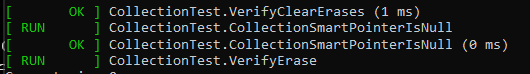 [       OK ] CollectionTest.VerifyClearErases (1 ms)
[ RUN      ] CollectionTest.CollectionSmartPointerIsNull
[       OK ] CollectionTest.CollectionSmartPointerIsNull (0 ms)
[ RUN      ] CollectionTest.VerifyErase